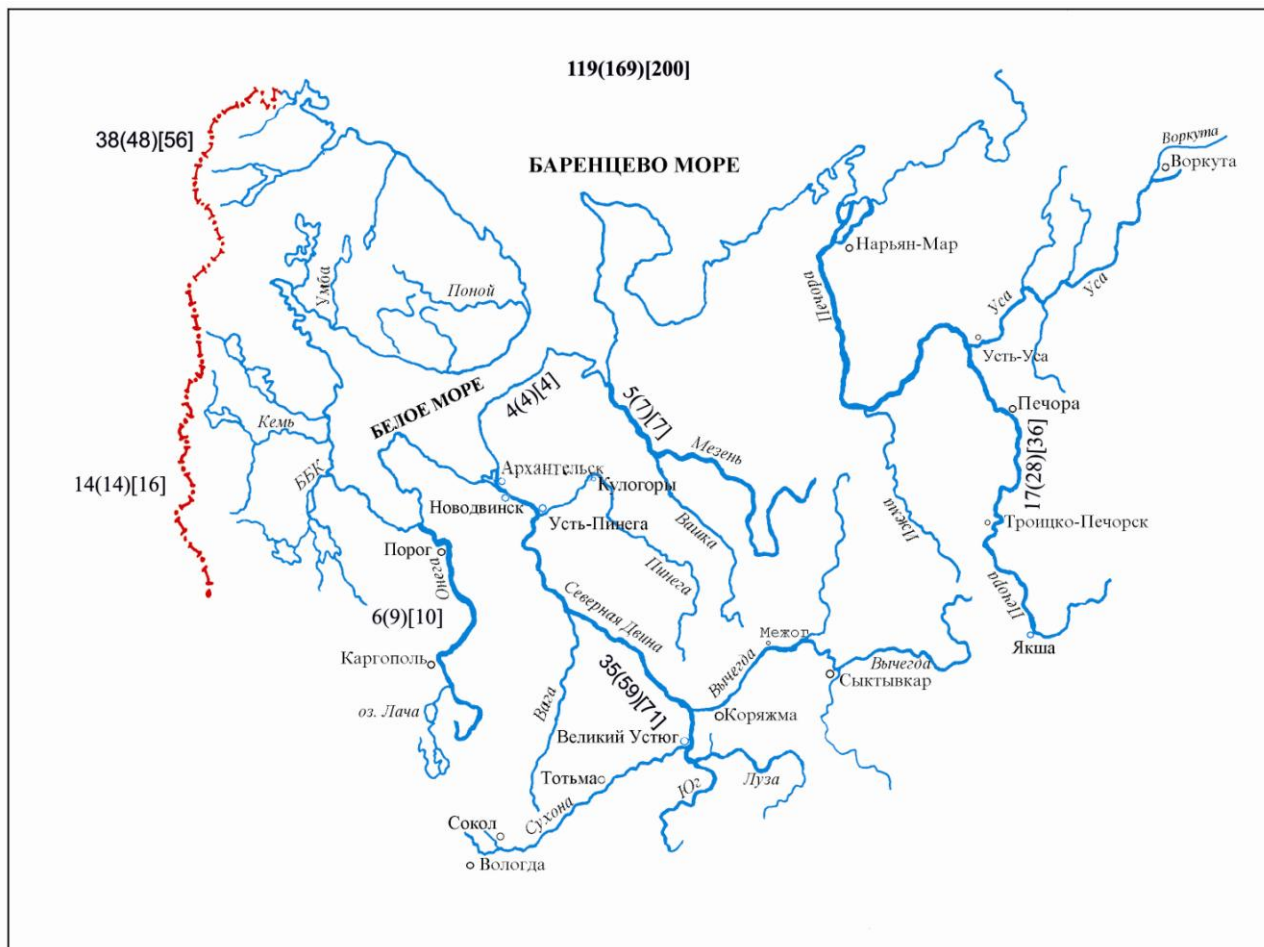 119(169)[200]
38(48)[56]
Воркута
Воркута
БАРЕНЦЕВО МОРЕ
Нарьян-Мар
Умба
Поной
Печора
Уса
Уса
Усть-Уса
БЕЛОЕ МОРЕ
4(4)[4]
5(7)[7]
Печора
Кемь
Мезень
17(28)[36]
14(14)[16]
ББК
Архангельск
Кулогоры
Новодвинск
Усть-Пинега
Вашка
Ижма
Троицко-Печорск
Порог
Онега
Пинега
Печора
6(9)[10]
Северная Двина
Межог
Якша
Каргополь
Вычегда
Вычегда
Сыктывкар
оз. Лача
Вага
35(59)[71]
Коряжма
Великий Устюг
Тотьма
Юг
Луза
Сухона
Сокол
Вологда